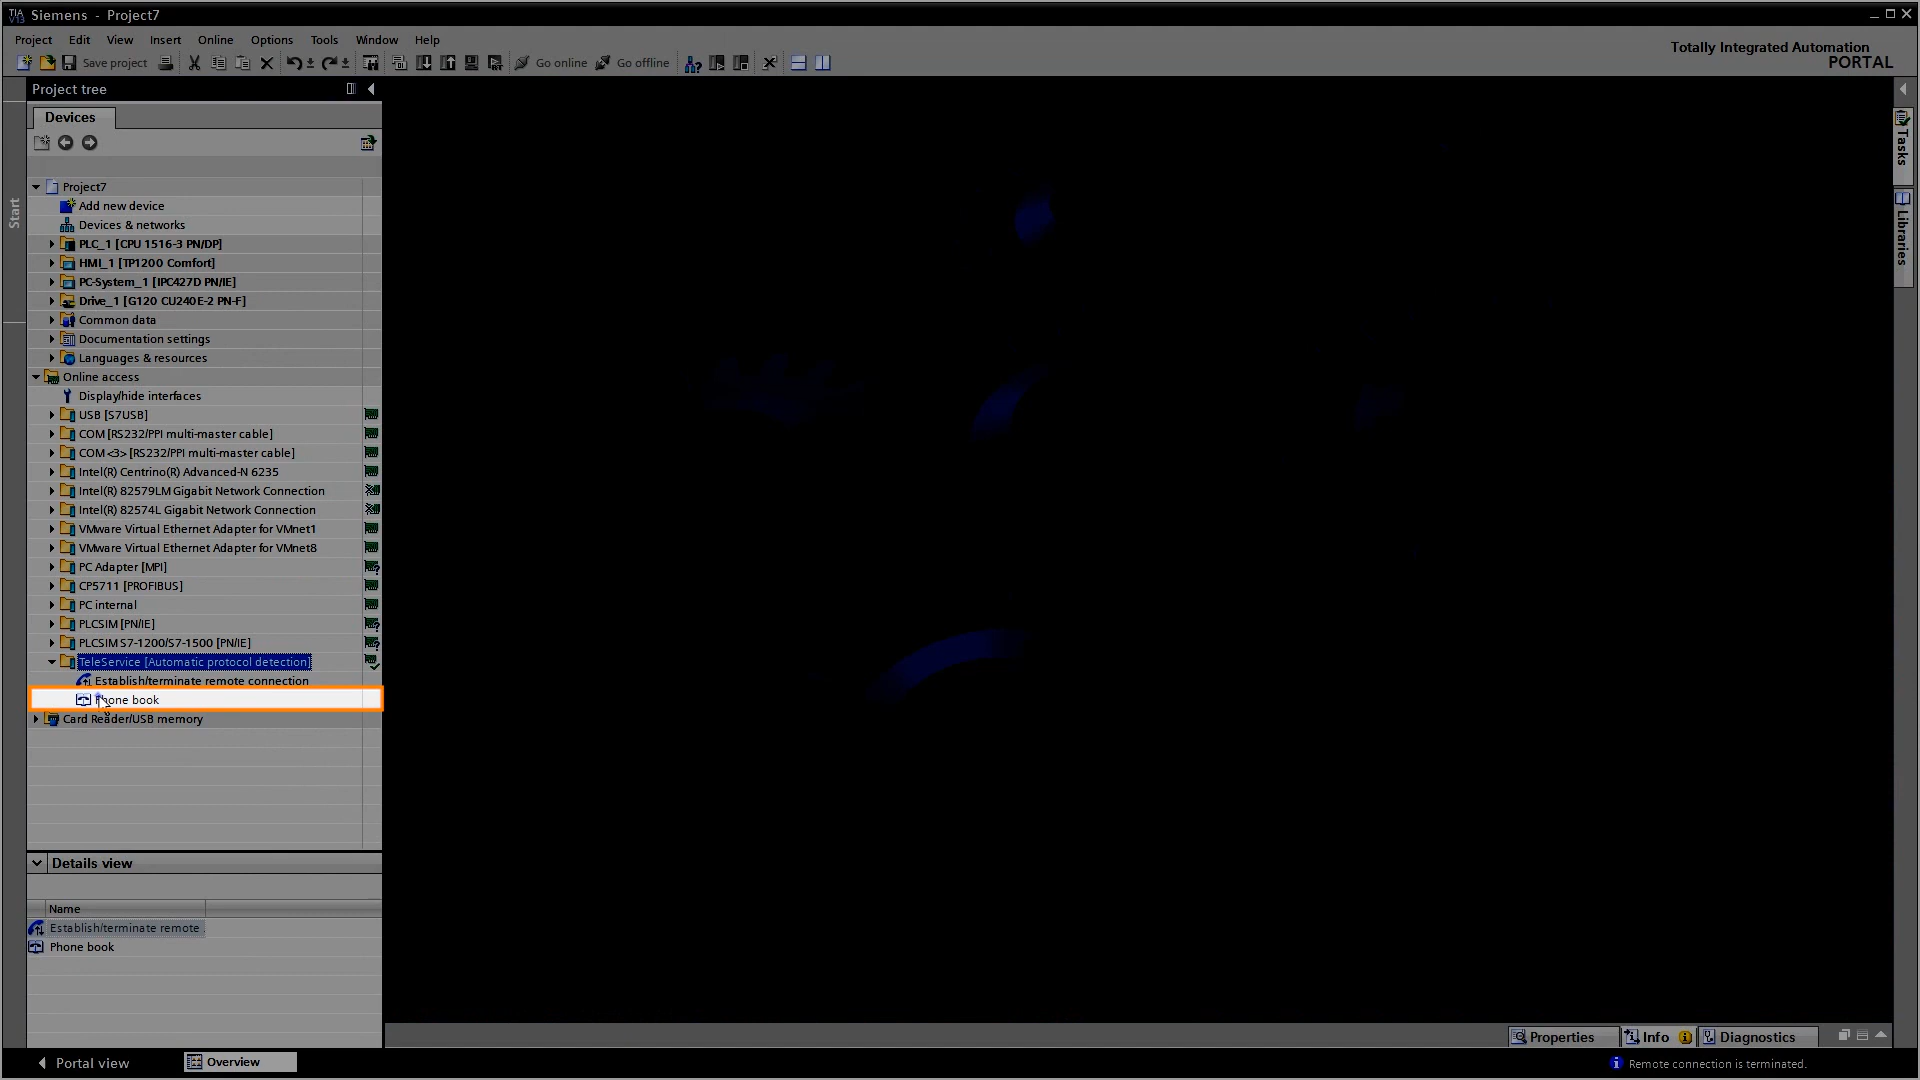 TIA V13 Siemens - Project7
Project Edit View Insert Online Options Tools Window Help
Totally Integrated Automation
PORTAL
Save project Go online Go offline
Project tree
Devices
Start
Project7
Add new device
Devices & networks
PLC_1 [CPU 1516-3 PN/DP]
HMI_1 [TP1200 Comfort]
PC-System_1 [IPC427D PN/IE]
Drive_1 [G120 CU240E-2 PN-F]
Common data
Documentation settings
Languages & resources
Online access
Display/hide interfaces
USB [S7USB]
COM [RS232/PPI multi-master cable]
COM <3> [RS232/PPI multi-master cable]
Intel(R) Centrino(R) Advanced-N 6235
Intel(R) 82579LM Gigabit Network Connection
Intel(R) 82574L Gigabit Network Connection
VMware Virtual Ethernet Adapter for VMnet1
VMware Virtual Ethernet Adapter for VMnet8
PC Adapter [MPI]
CP5711 [PROFIBUS]
PC internal
PLCSIM [PN/IE]
PLCSIM S7-1200/S7-1500 [PN/IE]
TeleService [Automatic protocol detection]
Establish/terminate remote connection
Phone book
Card Reader/USB memory
Details view
Name
Establish/terminate remote
Phone book
Tasks
Libraries
Properties Info Diagnostics
Portal view Overview
Remote connection is terminated.